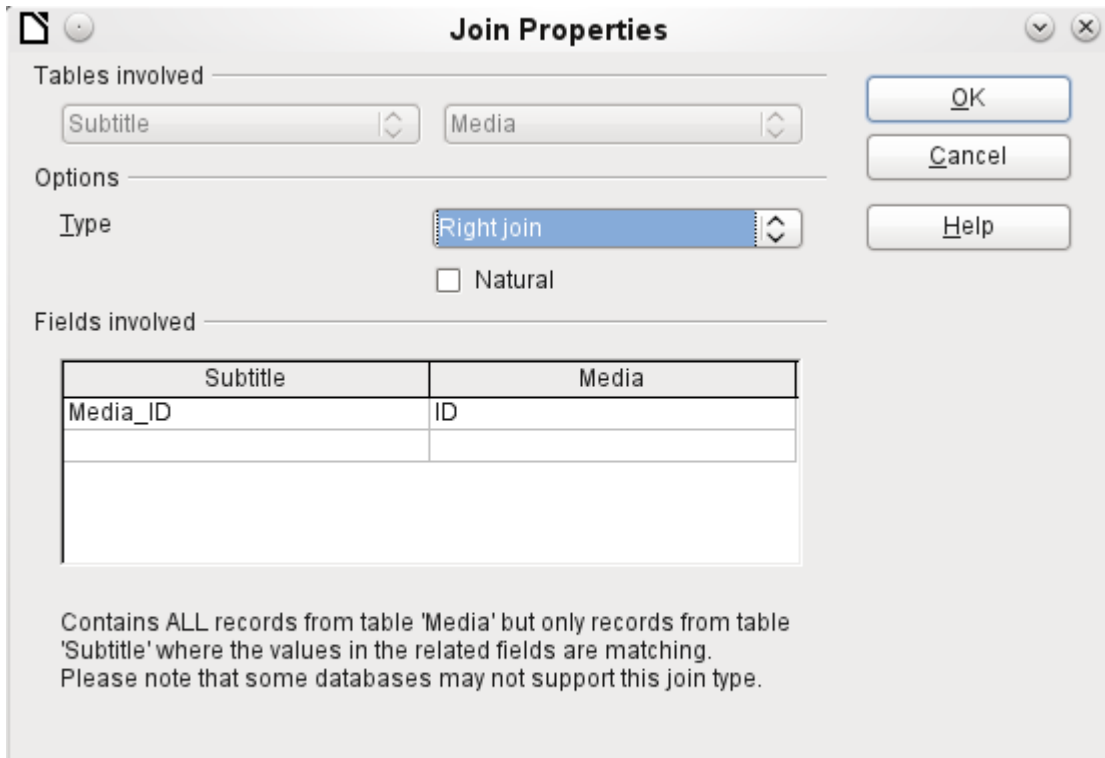 Join Properties
Tables involved
Subtitle Media
OK
Cancel
Options
Type Right join
Help
Natural
Fields involved
Subtitle Media
Media_ID ID
Contains ALL records from table 'Media' but only records from table
'Subtitle' where the values in the related fields are matching.
Please note that some databases may not support this join type.